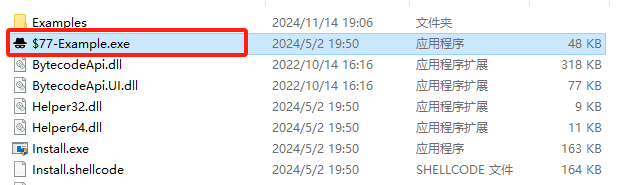 Examples 2024/11/14 19:06 文件夹
$77-Example.exe 2024/5/2 19:50 应用程序 48 KB
BytecodeApi.dll 2022/10/14 16:16 应用程序扩展 318 KB
BytecodeApi.UI.dll 2022/10/14 16:16 应用程序扩展 77 KB
Helper32.dll 2024/5/2 19:50 应用程序扩展 9 KB
Helper64.dll 2024/5/2 19:50 应用程序扩展 11 KB
Install.exe 2024/5/2 19:50 应用程序 163 KB
Install.shellcode 2024/5/2 19:50 SHELLCODE 文件 164 KB